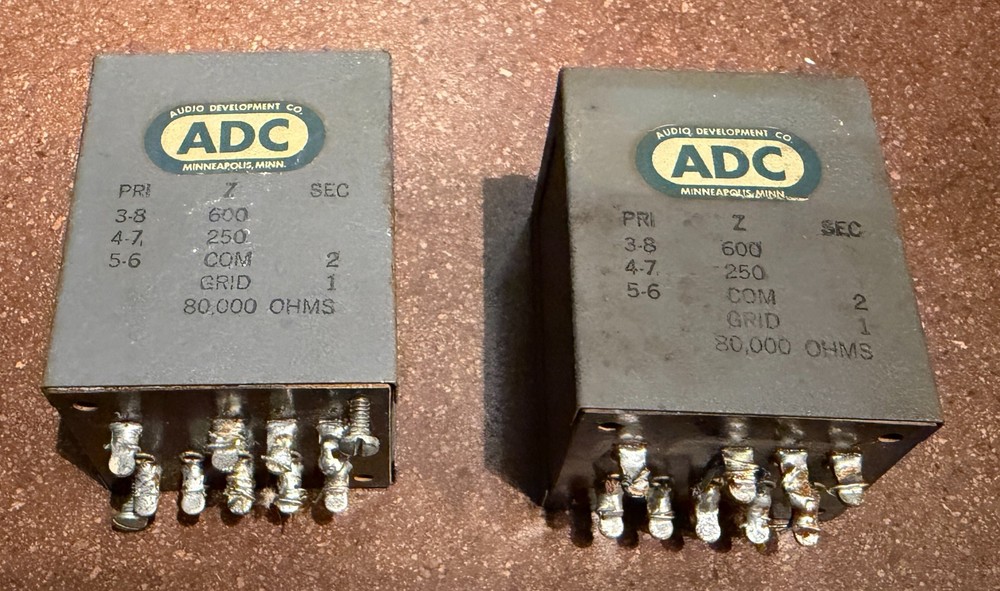 AUDIO DEVELOPMENT CO.
ADC
MINNEAPOLIS, MINN.
PRI Z SEC
3-8 600
4-7 250
5-6 COM 2
GRID 1
80,000 OHMS
AUDIO DEVELOPMENT CO.
ADC
MINNEAPOLIS, MINN.
PRI Z SEC
3-8 600
4-7 250
5-6 COM 2
GRID 1
80,000 OHMS